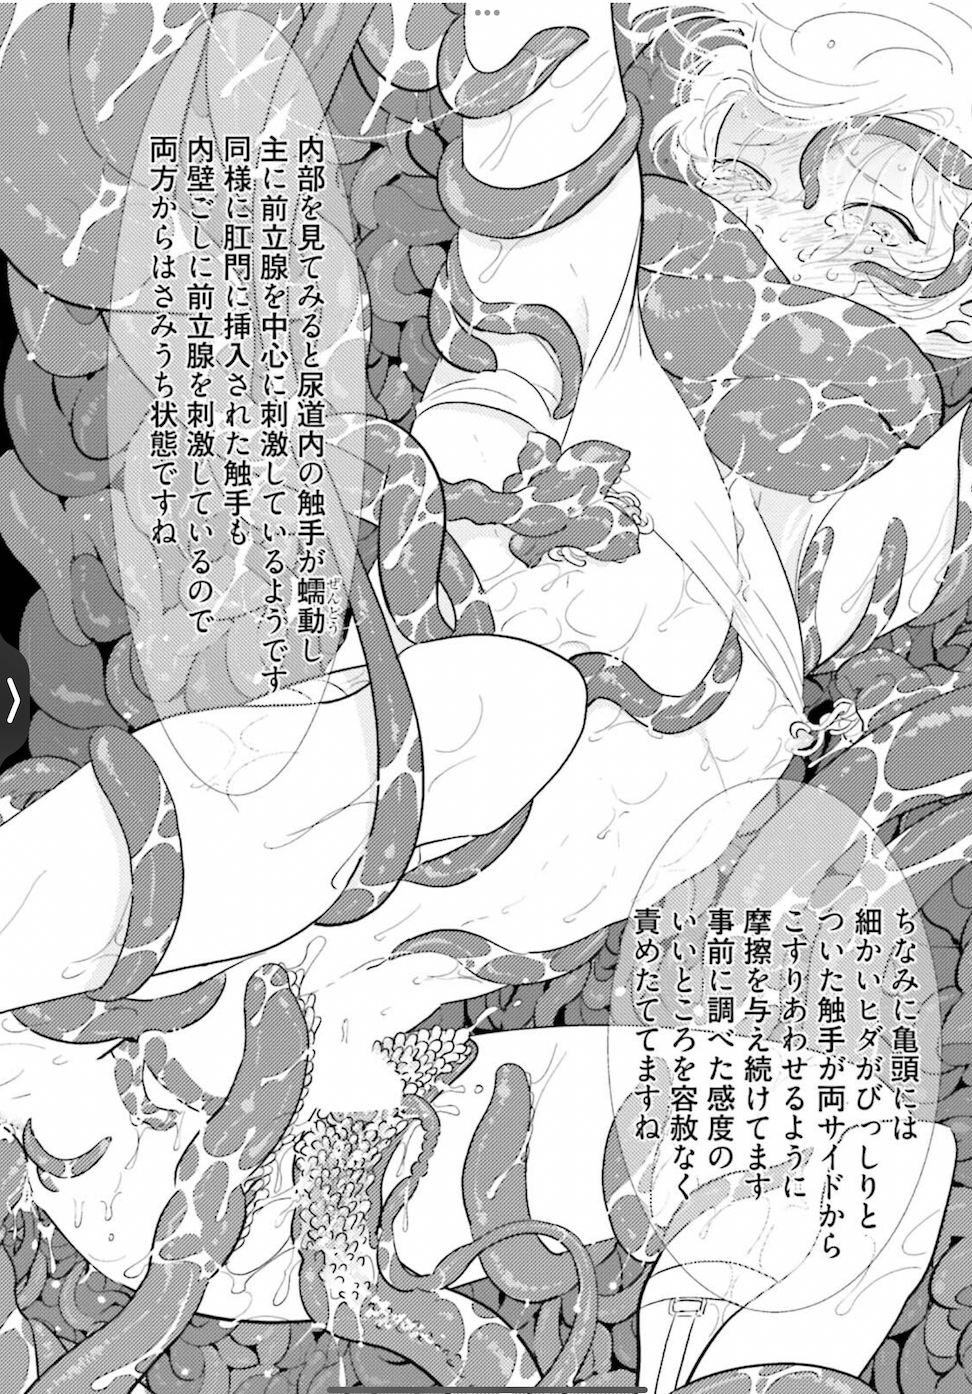 内部を見てみると尿道内の触手が蠕動し
ぜんどう
主に前立腺を中心に刺激しているようです
同様に肛門に挿入された触手も
内壁ごしに前立腺を刺激しているので
両方からはさみうち状態ですね
ちなみに亀頭には
細かいヒダがびっしりと
ついた触手が両サイドから
こすりあわせるように
摩擦を与え続けてます
事前に調べた感度の
いいところを容赦なく
責めたててますね